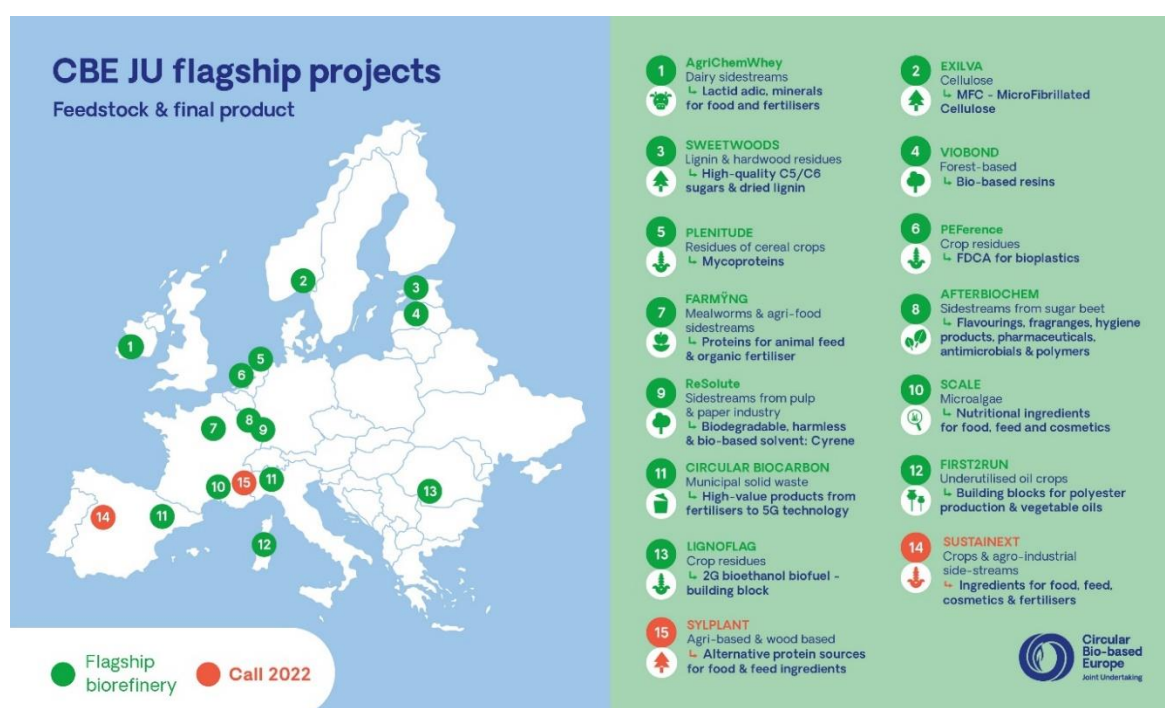 CBE JU flagship projects
Feedstock & final product
1
2
3
4
5
6
7
8
9
10
15
11
14
11
13
12
Flagship
biorefinery
Call 2022
1
AgriChemWhey
Dairy sidestreams
↳ Lactid adic, minerals
for food and fertilisers
2
EXILVA
Cellulose
↳ MFC - MicroFibrillated
Cellulose
3
SWEETWOODS
Lignin & hardwood residues
↳ High-quality C5/C6
sugars & dried lignin
4
VIOBOND
Forest-based
↳ Bio-based resins
5
PLENITUDE
Residues of cereal crops
↳ Mycoproteins
6
PEFerence
Crop residues
↳ FDCA for bioplastics
7
FARMŸNG
Mealworms & agri-food
sidestreams
↳ Proteins for animal feed
& organic fertiliser
8
AFTERBIOCHEM
Sidestreams from sugar beet
↳ Flavourings, fragranges, hygiene
products, pharmaceuticals,
antimicrobials & polymers
9
ReSolute
Sidestreams from pulp
& paper industry
↳ Biodegradable, harmless
& bio-based solvent: Cyrene
10
SCALE
Microalgae
↳ Nutritional ingredients
for food, feed and cosmetics
11
CIRCULAR BIOCARBON
Municipal solid waste
↳ High-value products from
fertilisers to 5G technology
12
FIRST2RUN
Underutilised oil crops
↳ Building blocks for polyester
production & vegetable oils
13
LIGNOFLAG
Crop residues
↳ 2G bioethanol biofuel -
building block
14
SUSTAINEXT
Crops & agro-industrial
side-streams
↳ Ingredients for food, feed,
cosmetics & fertilisers
15
SYLPLANT
Agri-based & wood based
↳ Alternative protein sources
for food & feed ingredients
Circular
Bio-based
Europe
Joint Undertaking